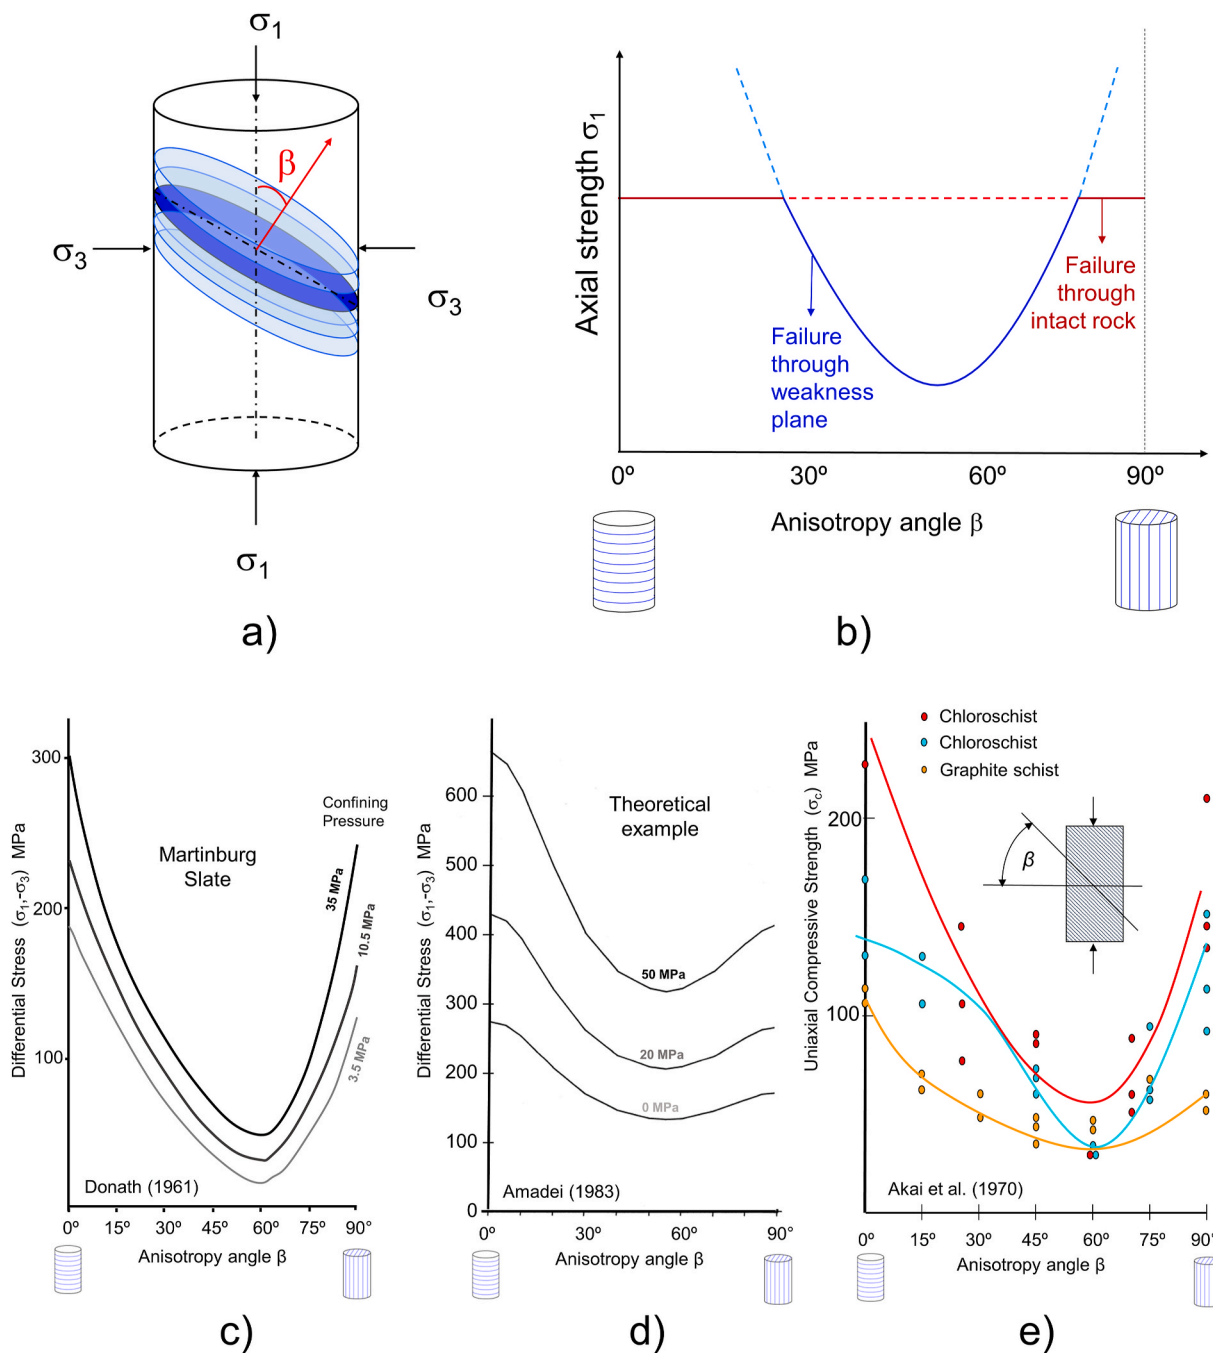 σ1
β
σ3
σ3
σ1
a)
Axial strength σ1
Failure
through
weakness
plane
Failure
through
intact rock
0º
30º
60º
90º
Anisotropy angle β
b)
Differential Stress (σ1,-σ3) MPa
300
200
100
Confining
Pressure
Martinburg
Slate
35 MPa
10.5 MPa
3.5 MPa
Donath (1961)
0º
15º
30º
45º
60º
75º
90°
Anisotropy angle β
c)
Differential Stress (σ1,-σ3) MPa
600
500
400
300
200
100
0
Theoretical
example
50 MPa
20 MPa
0 MPa
Amadei (1983)
0º
30º
60º
90°
Anisotropy angle β
d)
Uniaxial Compressive Strength (σc) MPa
200
100
Chloroschist
Chloroschist
Graphite schist
β
Akai et al. (1970)
0º
15º
30º
45º
60º
75º
90°
Anisotropy angle β
e)